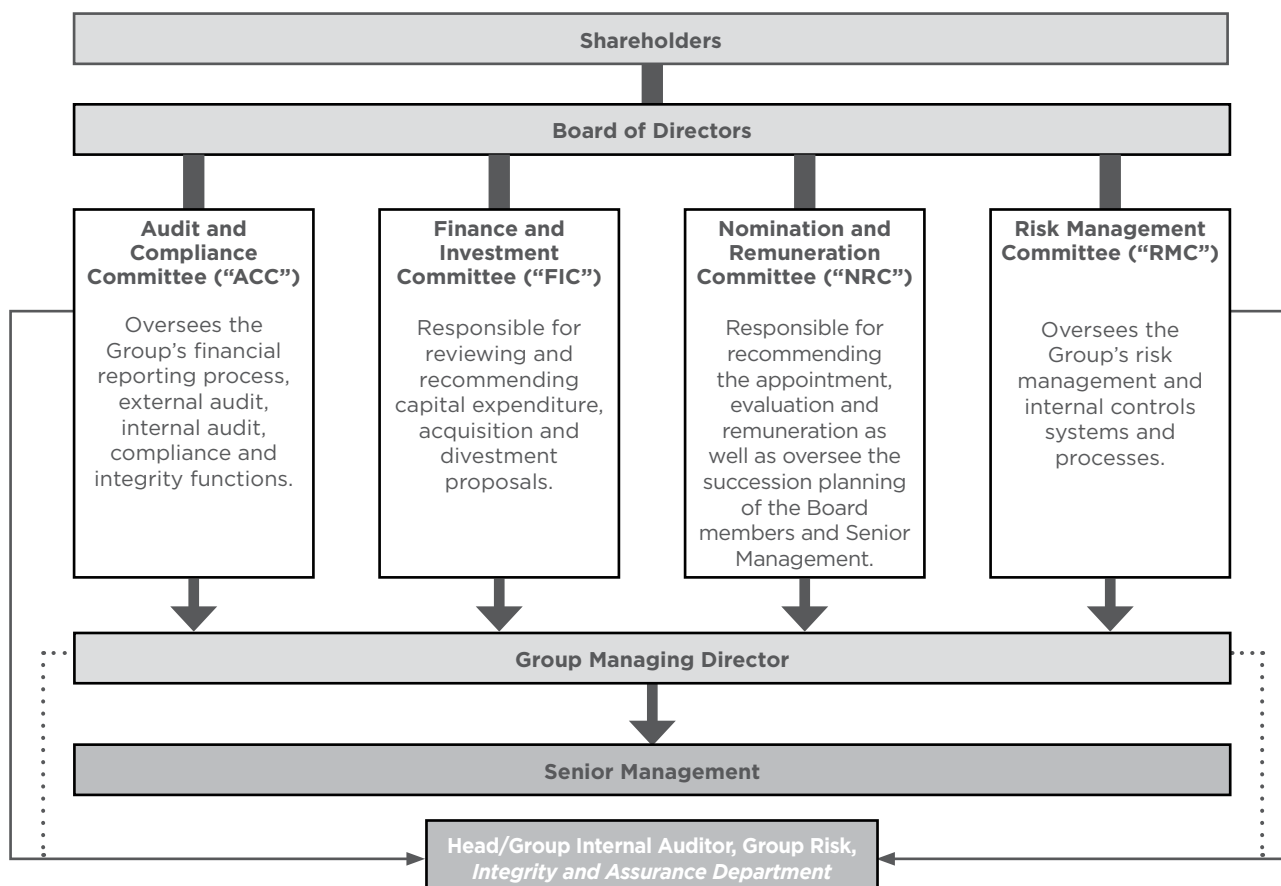 Shareholders
Board of Directors
Audit and
Compliance
Committee (“ACC”)
Oversees the
Group’s financial
reporting process,
external audit,
internal audit,
compliance and
integrity functions.
Finance and
Investment
Committee (“FIC”)
Responsible for
reviewing and
recommending
capital expenditure,
acquisition and
divestment
proposals.
Nomination and
Remuneration
Committee (“NRC”)
Responsible for
recommending
the appointment,
evaluation and
remuneration as
well as oversee the
succession planning
of the Board
members and Senior
Management.
Risk Management
Committee (“RMC”)
Oversees the
Group’s risk
management and
internal controls
systems and
processes.
Group Managing Director
Senior Management
Head/Group Internal Auditor, Group Risk,
Integrity and Assurance Department